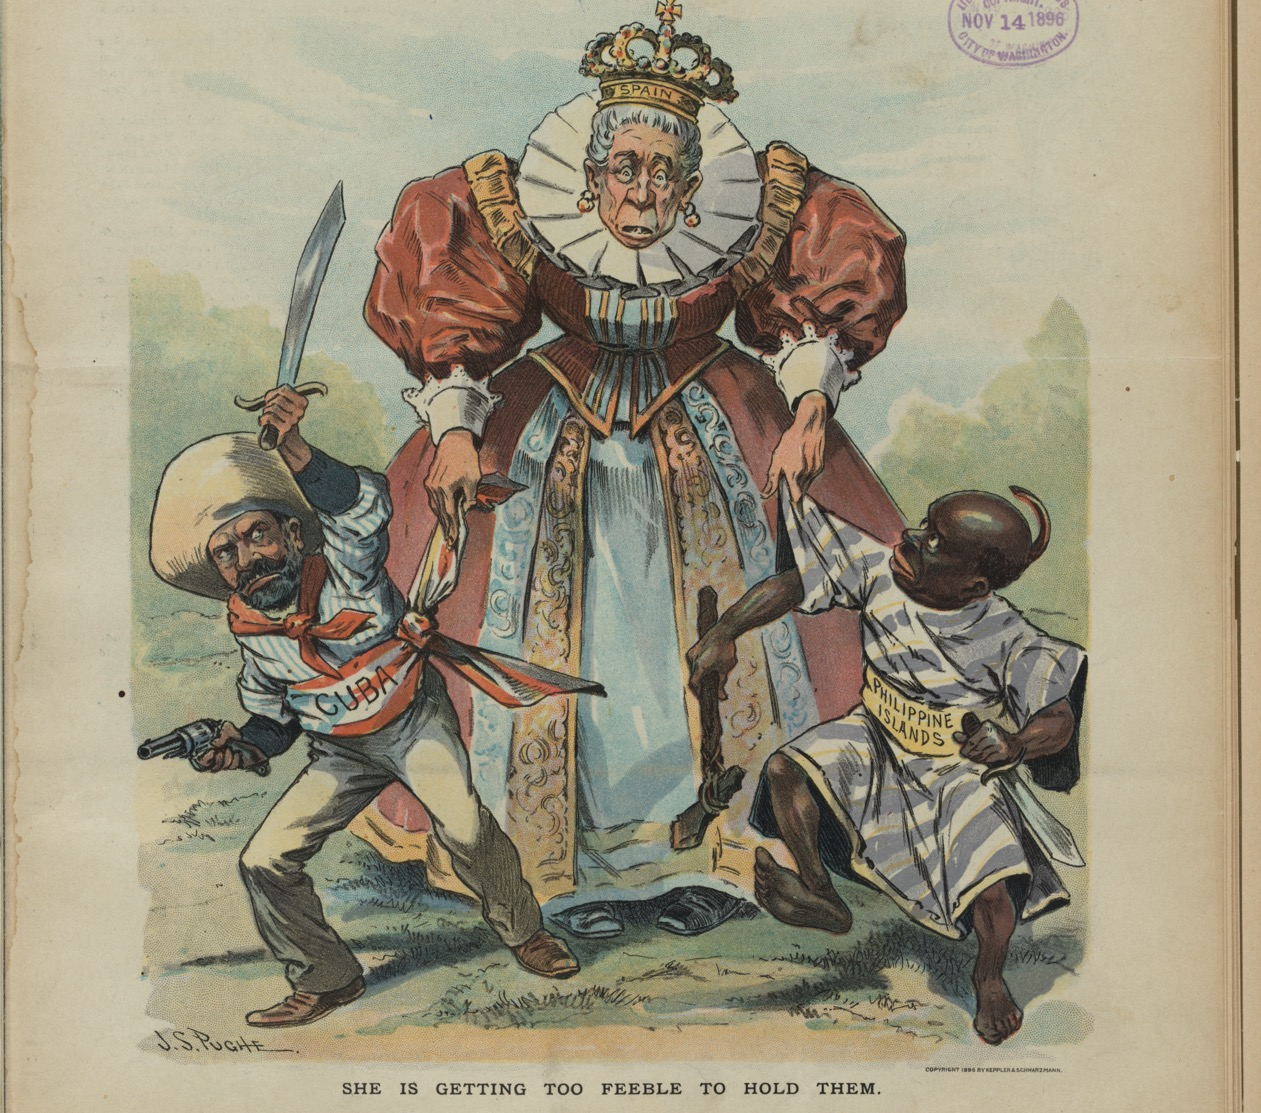 NOV 14 1896
CITY OF WASHINGTON.
SPAIN
CUBA
PHILIPPINE
ISLANDS
J.S. PUGHE
COPYRIGHT 1896 BY KEPPLER & SCHWARZMANN.
SHE IS GETTING TOO FEEBLE TO HOLD THEM.